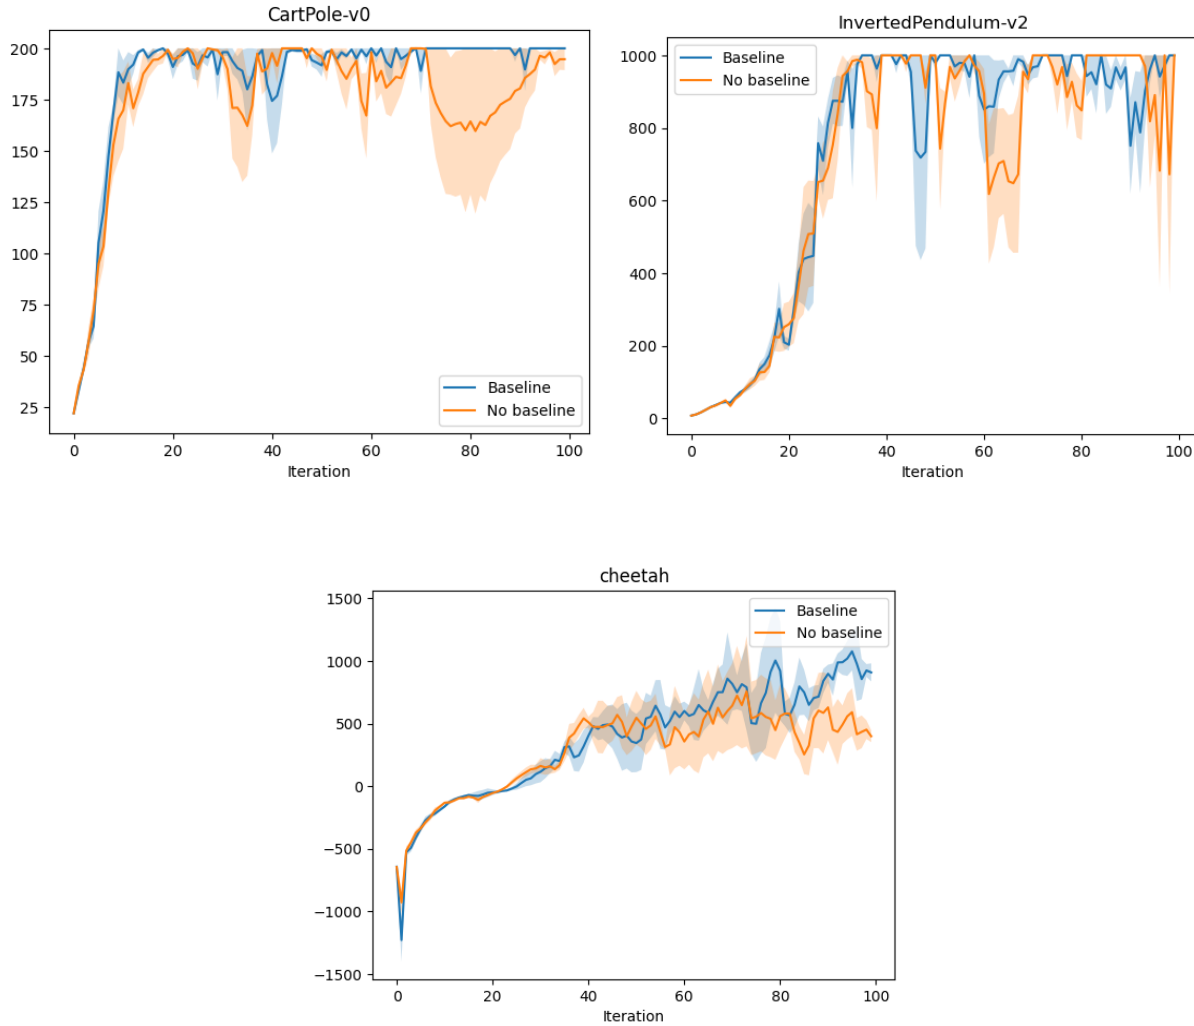 CartPole-v0
200
175
150
125
100
75
50
25
0 20 40 60 80 100
Iteration
Baseline
No baseline
InvertedPendulum-v2
1000
800
600
400
200
0
0 20 40 60 80 100
Iteration
Baseline
No baseline
cheetah
1500
1000
500
0
−500
−1000
−1500
0 20 40 60 80 100
Iteration
Baseline
No baseline